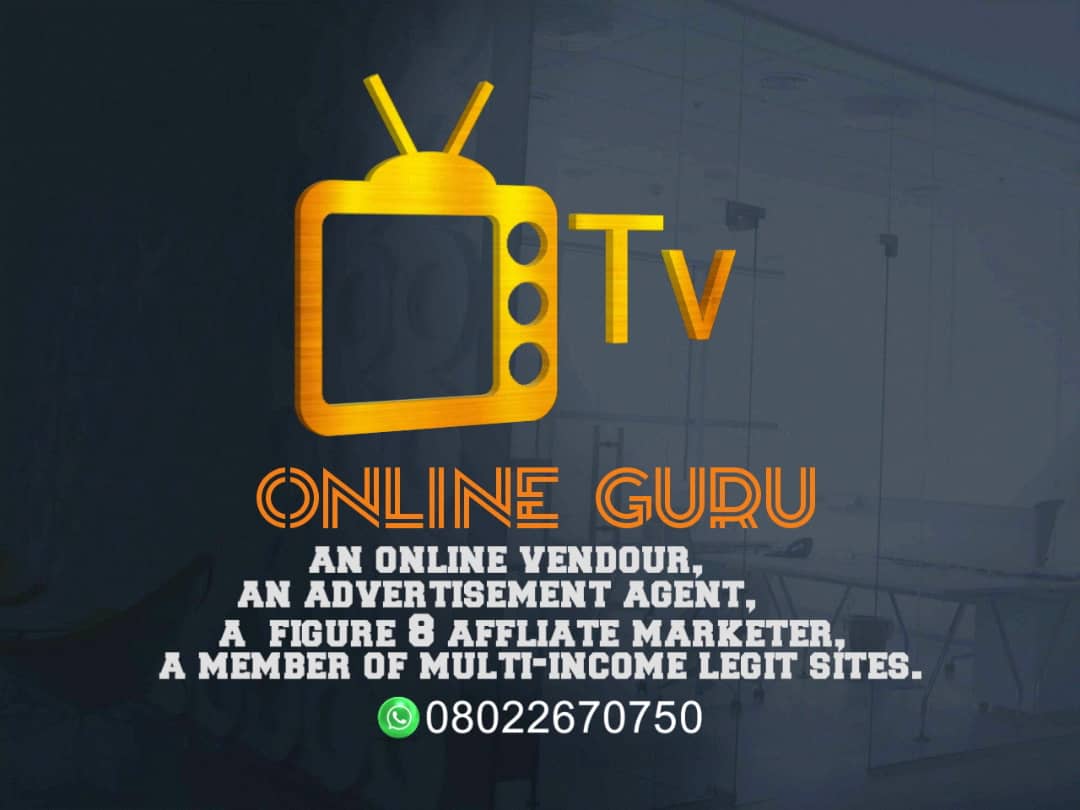 Tv
ONLINE GURU
AN ONLINE VENDOUR,
AN ADVERTISEMENT AGENT,
A FIGURE 8 AFFLIATE MARKETER,
A MEMBER OF MULTI-INCOME LEGIT SITES.
08022670750